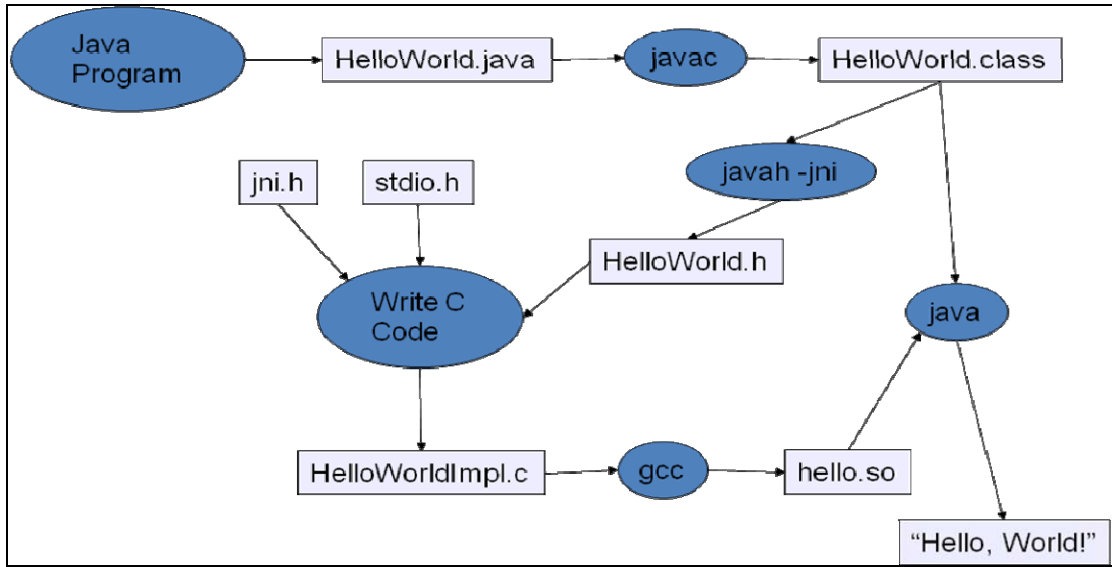 Java
Program
HelloWorld.java
javac
HelloWorld.class
javah -jni
jni.h
stdio.h
HelloWorld.h
Write C
Code
java
HelloWorldImpl.c
gcc
hello.so
“Hello, World!”